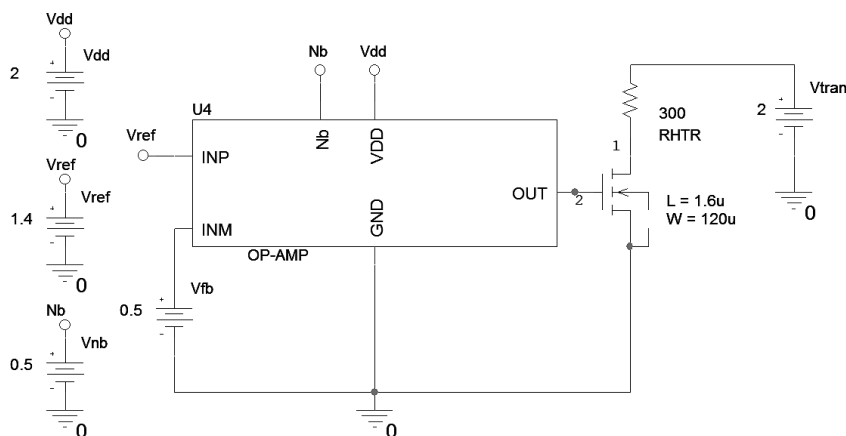 Vdd
Vdd
2
0
Vref
Vref
1.4
0
Nb
Vnb
0.5
0
Nb
Vdd
U4
Vref
INP
Nb
VDD
INM
GND
OUT
OP-AMP
Vfb
0.5
0
2
1
300
RHTR
L = 1.6u
W = 120u
Vtran
2
0